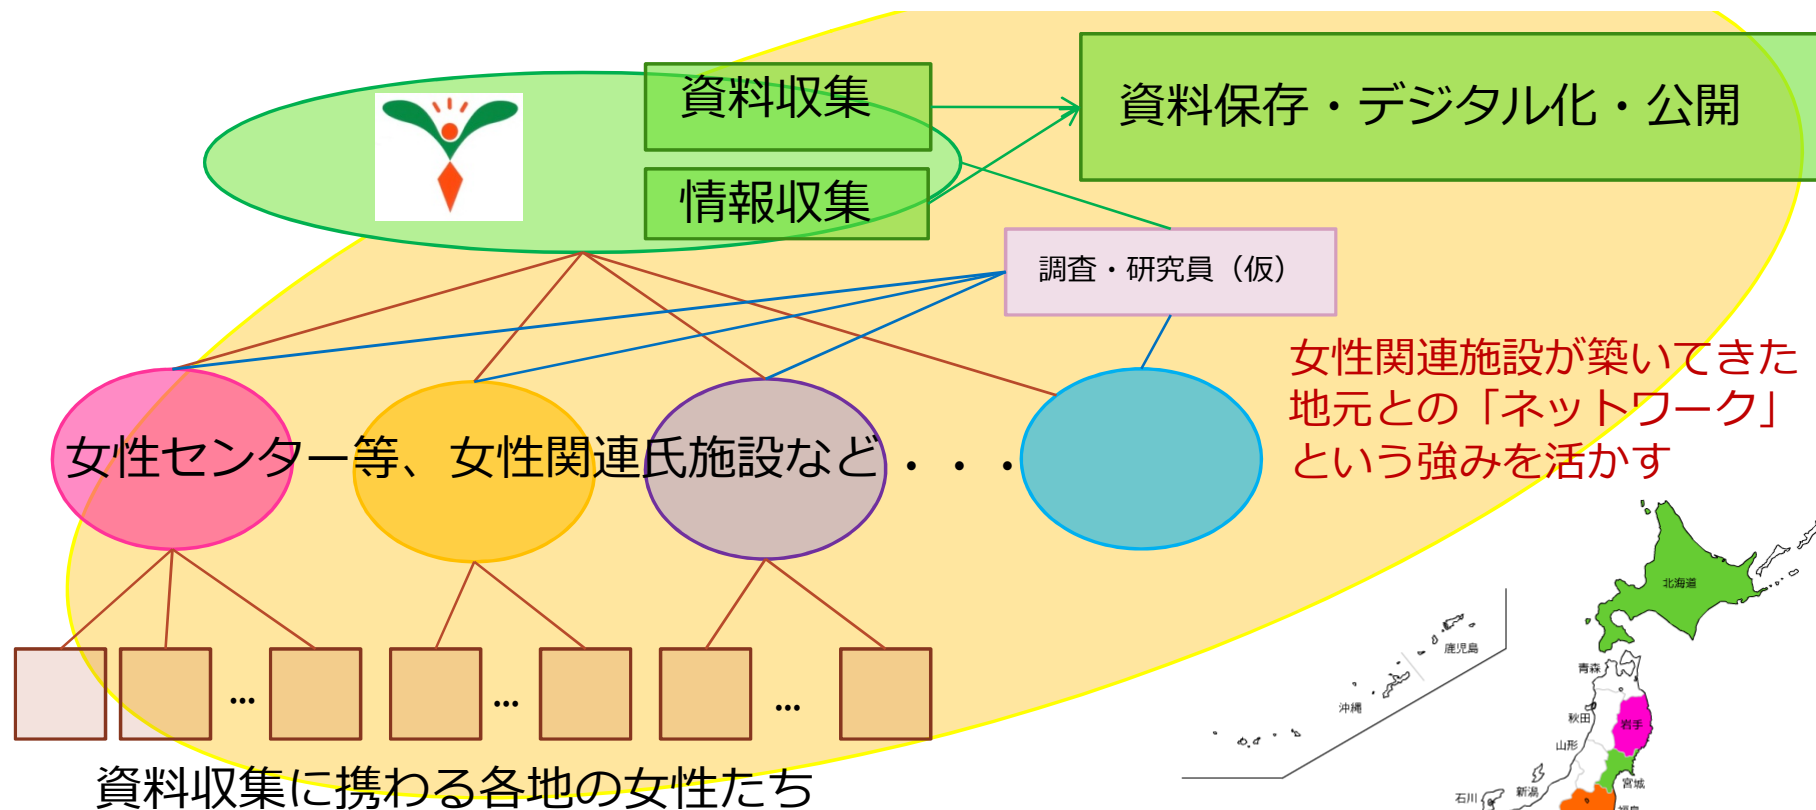 資料収集
資料保存・デジタル化・公開
情報収集
調査・研究員（仮）
女性関連施設が築いてきた
地元との「ネットワーク」
という強みを活かす
女性センター等、女性関連氏施設など・・・
...
...
...
資料収集に携わる各地の女性たち
北海道
鹿児島
青森
沖縄
秋田
岩手
山形
宮城
新潟
石川
福島